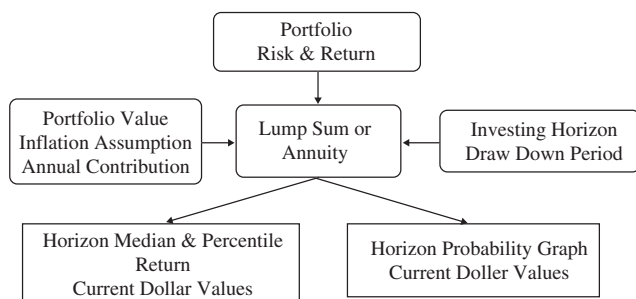 Portfolio
Risk & Return
Portfolio Value
Inflation Assumption
Annual Contribution
Lump Sum or
Annuity
Investing Horizon
Draw Down Period
Horizon Median & Percentile
Return
Current Dollar Values
Horizon Probability Graph
Current Doller Values